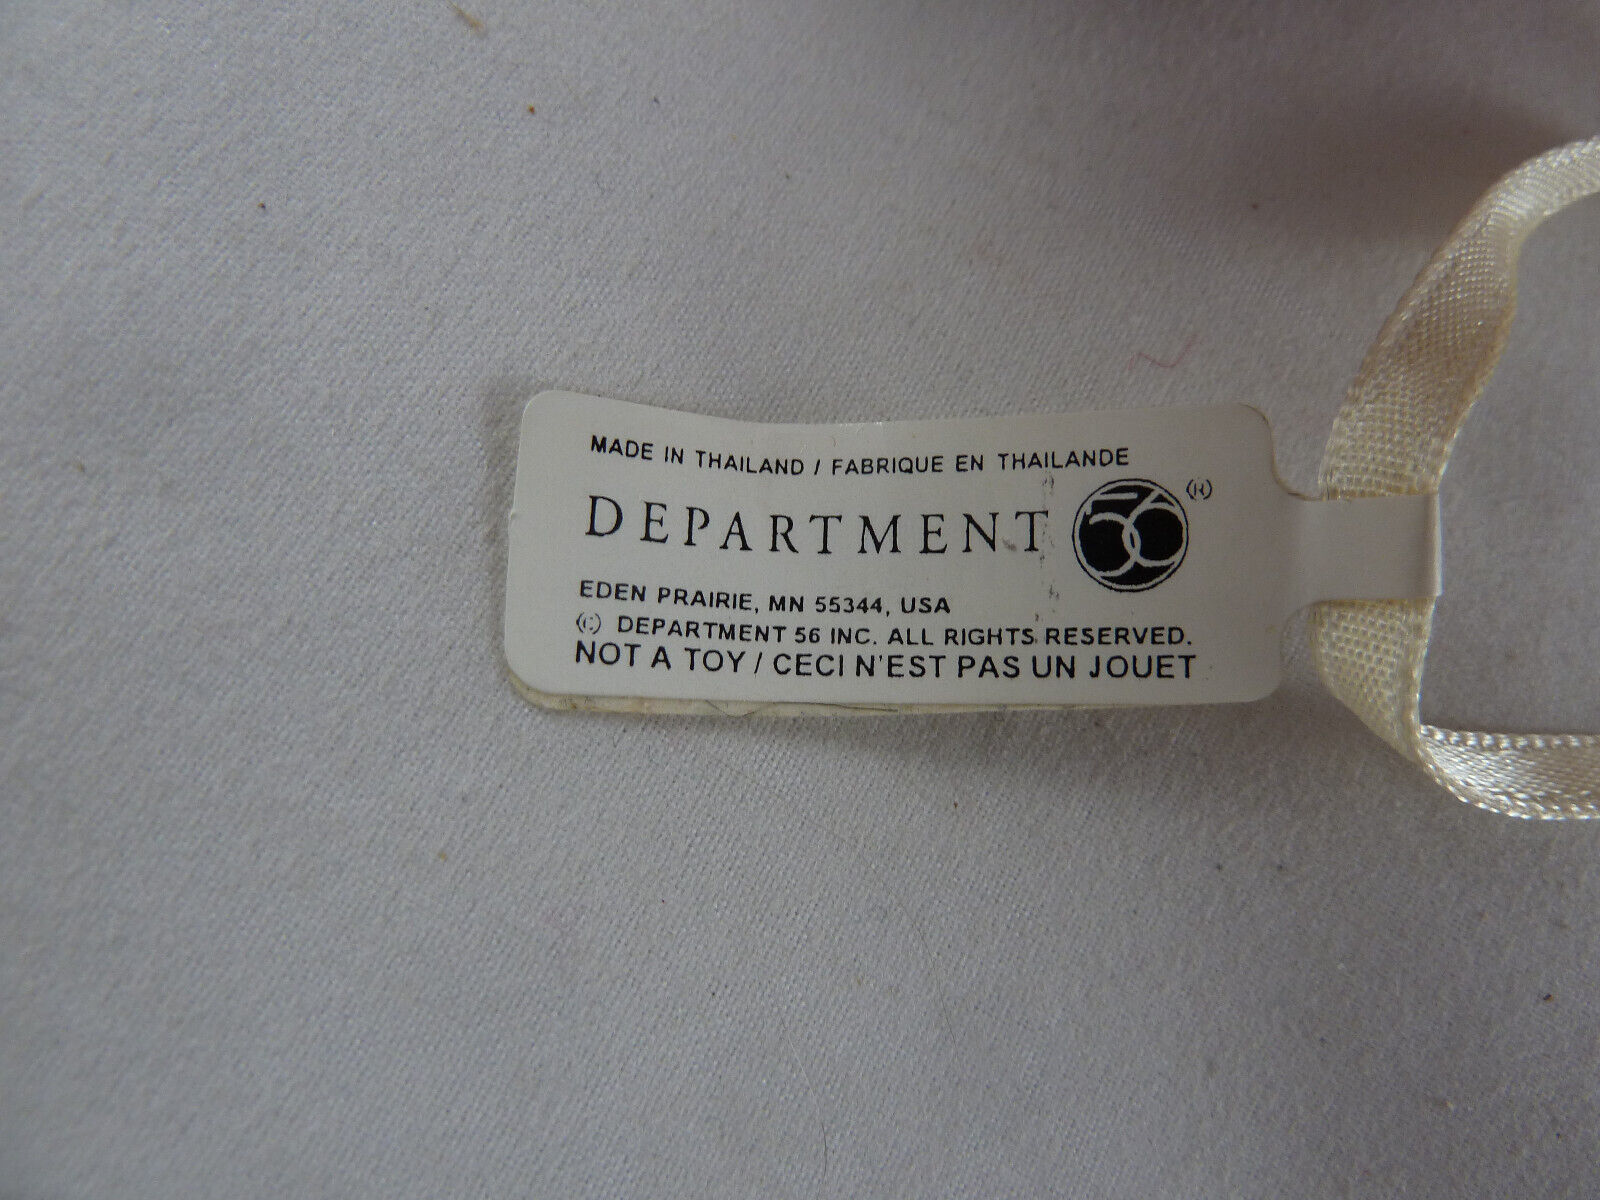 MADE IN THAILAND / FABRIQUE EN THAILANDE
DEPARTMENT 56 (R)
EDEN PRAIRIE, MN 55344, USA
(C) DEPARTMENT 56 INC. ALL RIGHTS RESERVED.
NOT A TOY / CECI N'EST PAS UN JOUET